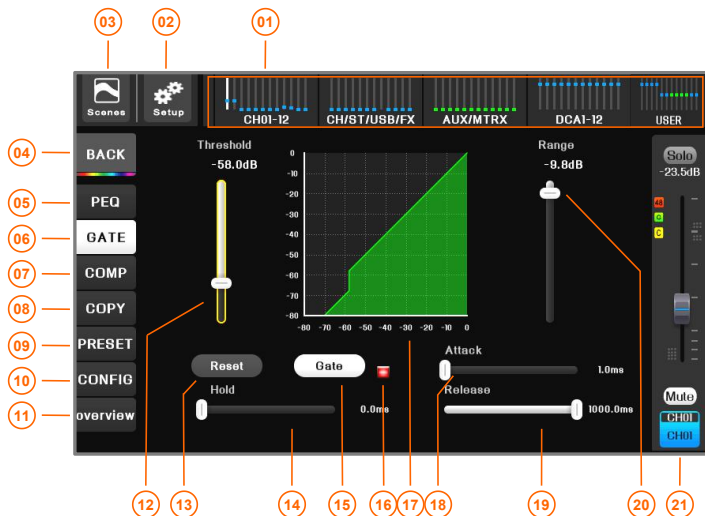 03
02
01
Scenes
Setup
CH01-12
CH/ST/USB/FX
AUX/MTRX
DCA1-12
USER
04
BACK
Threshold
-58.0dB
Range
-9.8dB
Solo
-23.5dB
05
PEQ
48
G
C
06
GATE
07
COMP
08
COPY
09
PRESET
10
CONFIG
11
overview
0
-10
-20
-30
-40
-50
-60
-70
-80
-80 -70 -60 -50 -40 -30 -20 -10 0
Reset
Gate
Attack
1.0ms
Hold
0.0ms
Release
1000.0ms
Mute
CH01
CH01
12
13
14
15
16
17
18
19
20
21